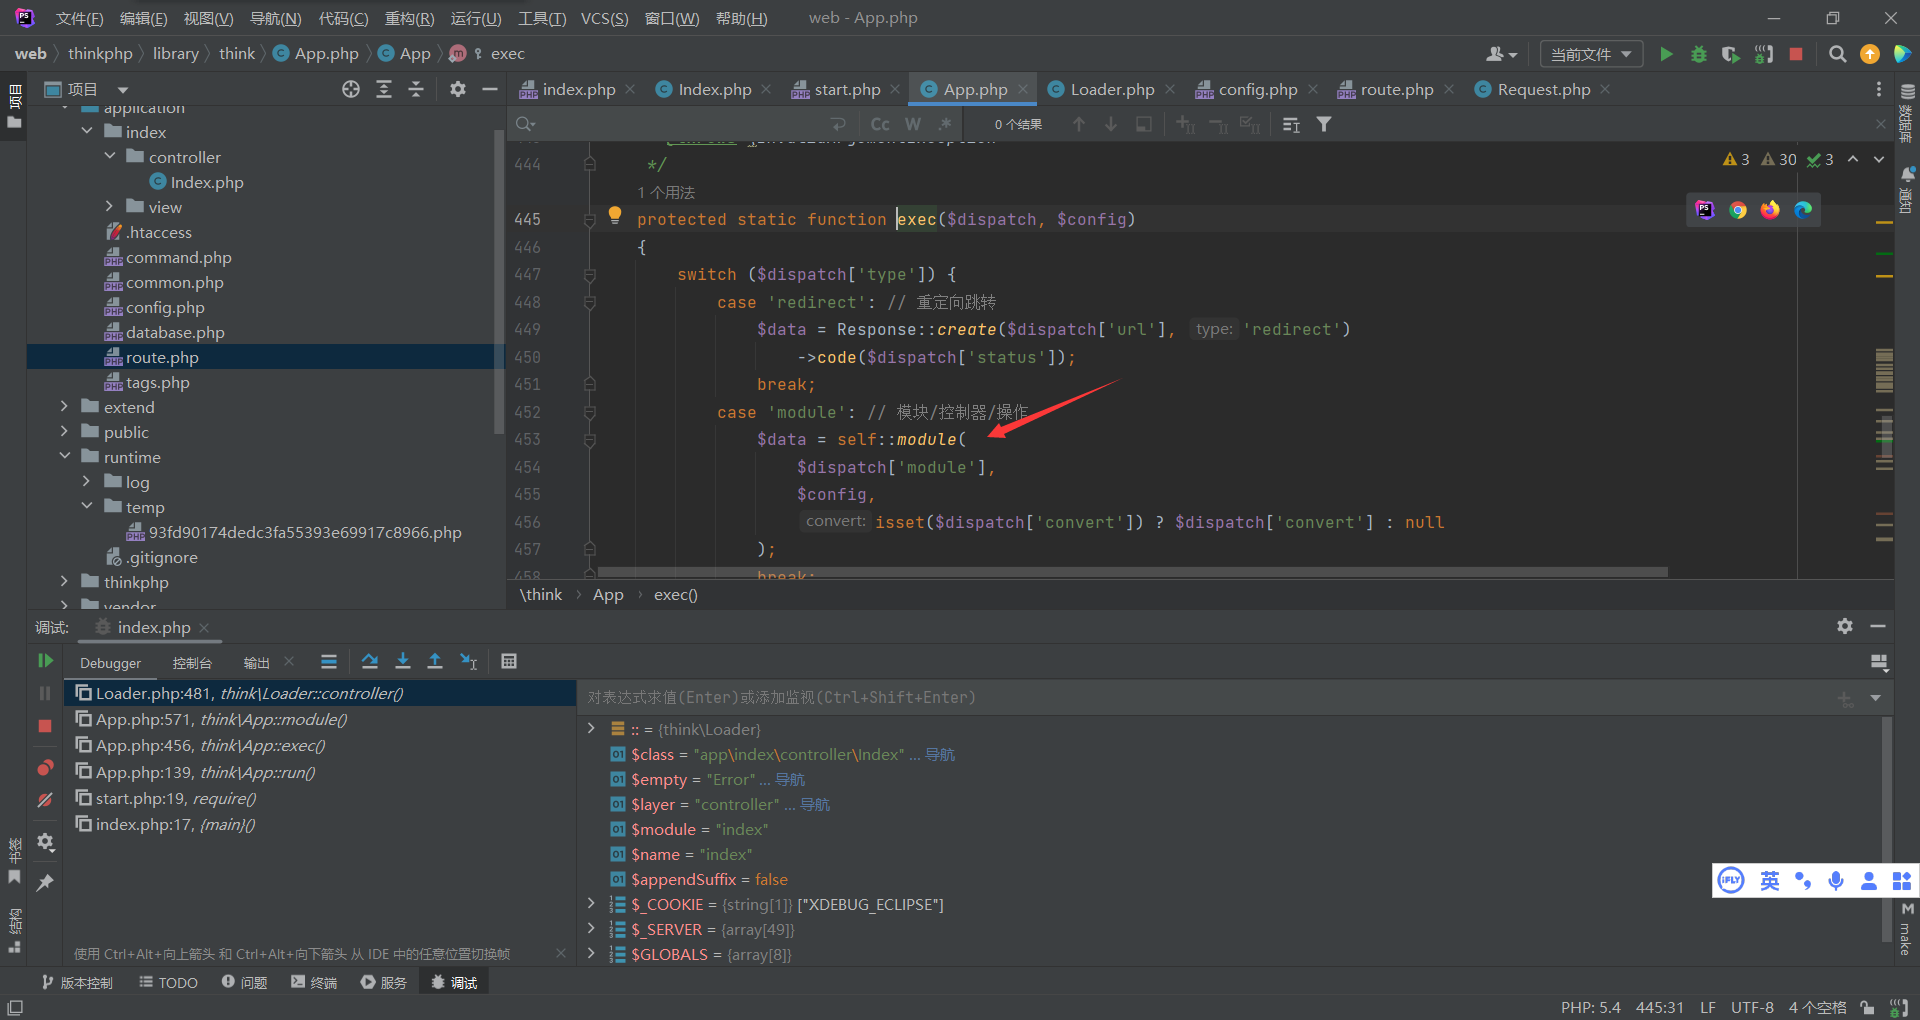 文件(F) 编辑(E) 视图(V) 导航(N) 代码(C) 重构(R) 运行(U) 工具(T) VCS(S) 窗口(W) 帮助(H) web - App.php
web thinkphp library think App.php App exec
当前文件
项目
index.php Index.php start.php App.php Loader.php config.php route.php Request.php
Cc W .* 0 个结果
application
index
controller
Index.php
view
.htaccess
command.php
common.php
config.php
database.php
route.php
tags.php
extend
public
runtime
log
temp
93fd90174dedc3fa55393e69917c8966.php
.gitignore
thinkphp
vendor
3 30 3
444 */
1 个用法
445 protected static function exec($dispatch, $config)
446 {
447 switch ($dispatch['type']) {
448 case 'redirect': // 重定向跳转
449 $data = Response::create($dispatch['url'], type: 'redirect')
450 ->code($dispatch['status']);
451 break;
452 case 'module': // 模块/控制器/操作
453 $data = self::module(
454 $dispatch['module'],
455 $config,
456 convert: isset($dispatch['convert']) ? $dispatch['convert'] : null
457 );
458 break;
\think App exec()
项目
数据库
通知
书签
结构
make
调试: index.php
Debugger 控制台 输出
Loader.php:481, think\Loader::controller()
App.php:571, think\App::module()
App.php:456, think\App::exec()
App.php:139, think\App::run()
start.php:19, require()
index.php:17, {main}()
使用 Ctrl+Alt+向上箭头 和 Ctrl+Alt+向下箭头 从 IDE 中的任意位置切换帧
对表达式求值(Enter)或添加监视(Ctrl+Shift+Enter)
:: = {think\Loader}
$class = "app\index\controller\Index" ... 导航
$empty = "Error" ... 导航
$layer = "controller" ... 导航
$module = "index"
$name = "index"
$appendSuffix = false
$_COOKIE = {string[1]} ["XDEBUG_ECLIPSE"]
$_SERVER = {array[49]}
$GLOBALS = {array[8]}
iFLY 英
版本控制 TODO 问题 终端 服务 调试
PHP: 5.4 445:31 LF UTF-8 4 个空格